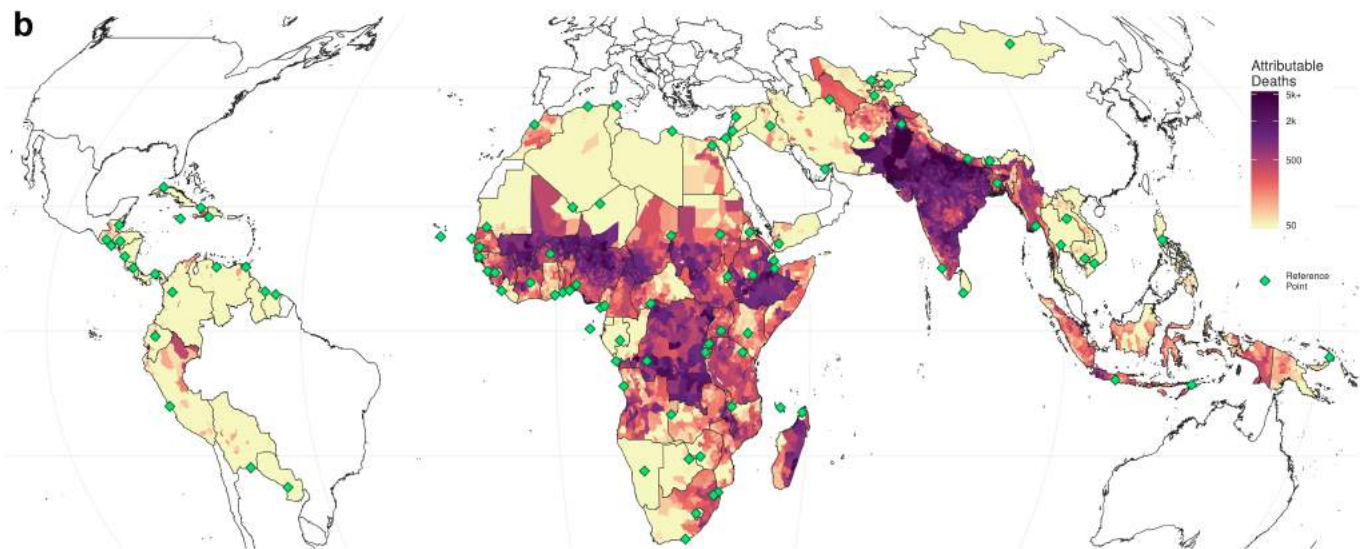 b
Attributable
Deaths
5k+
2k
500
50
Reference
Point